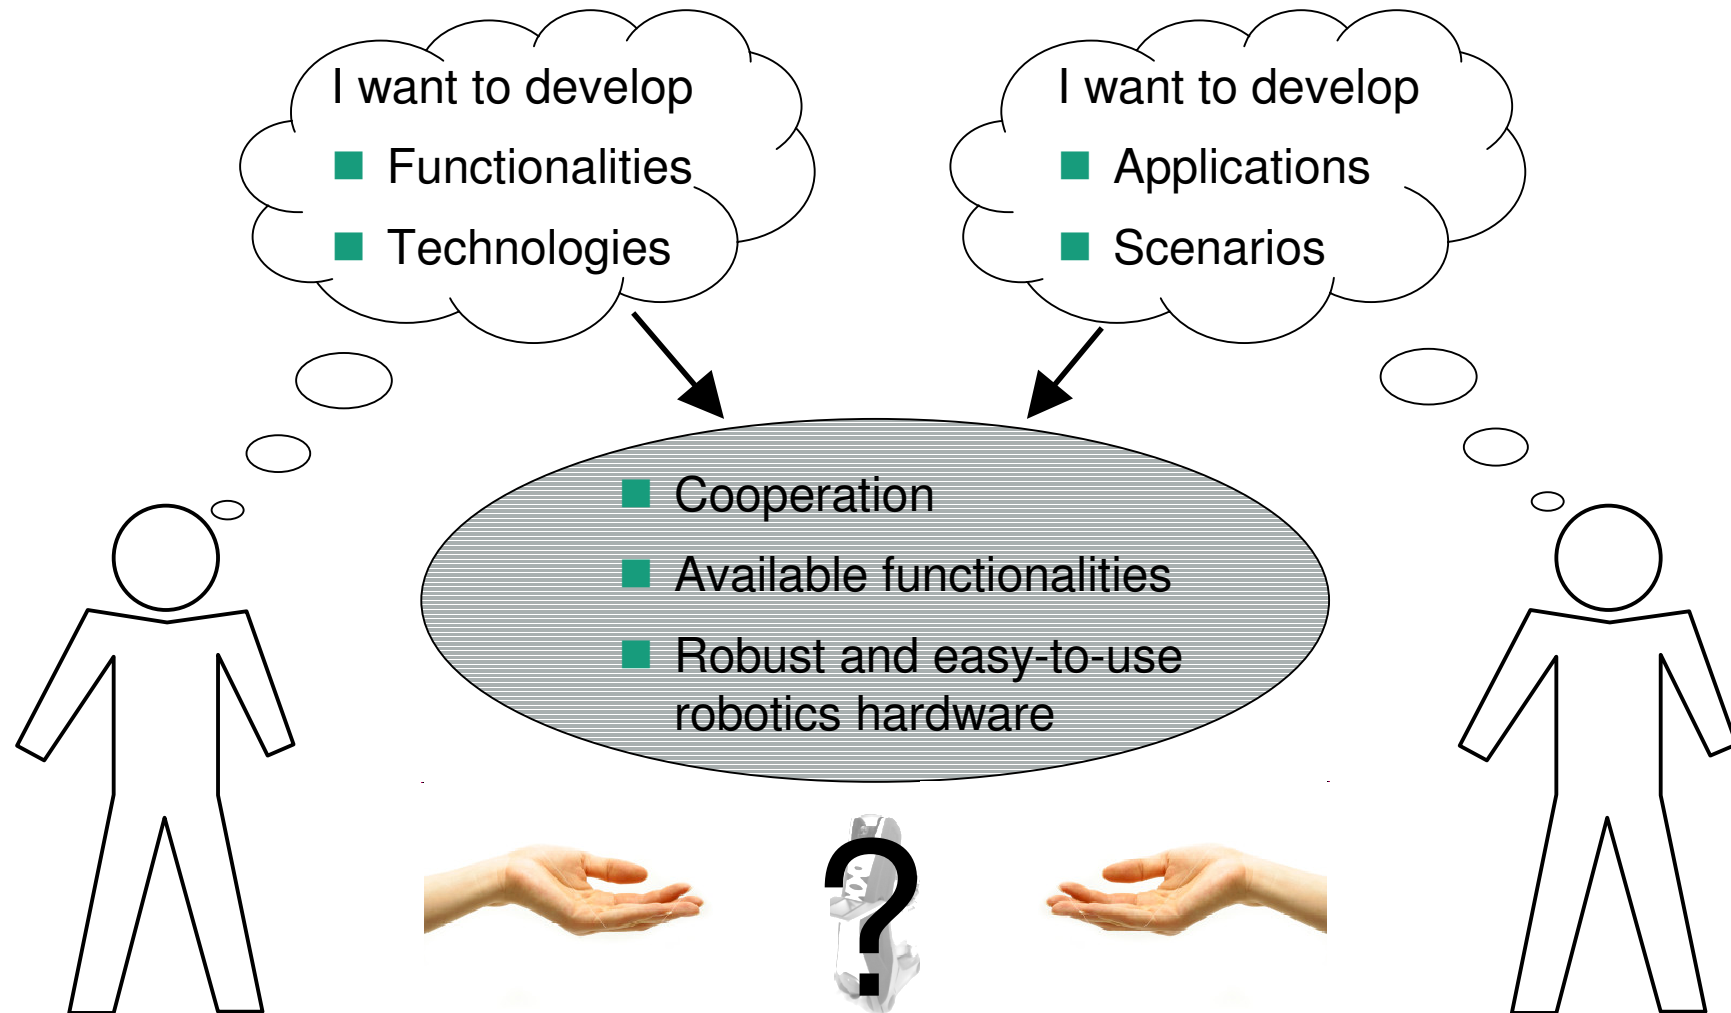 I want to develop
Functionalities
Technologies
I want to develop
Applications
Scenarios
Cooperation
Available functionalities
Robust and easy-to-use
robotics hardware
?